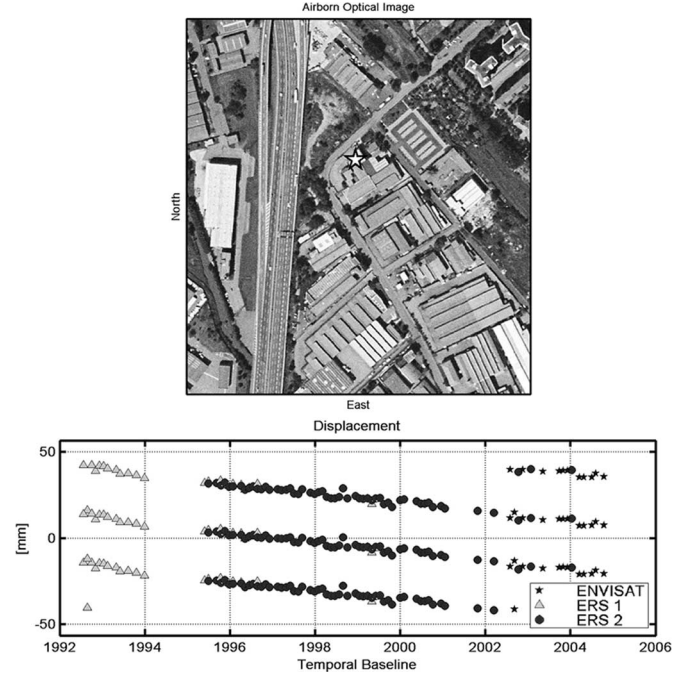 Airborn Optical Image
North
East
Displacement
50
0
-50
[mm]
ENVISAT
ERS 1
ERS 2
1992 1994 1996 1998 2000 2002 2004 2006
Temporal Baseline